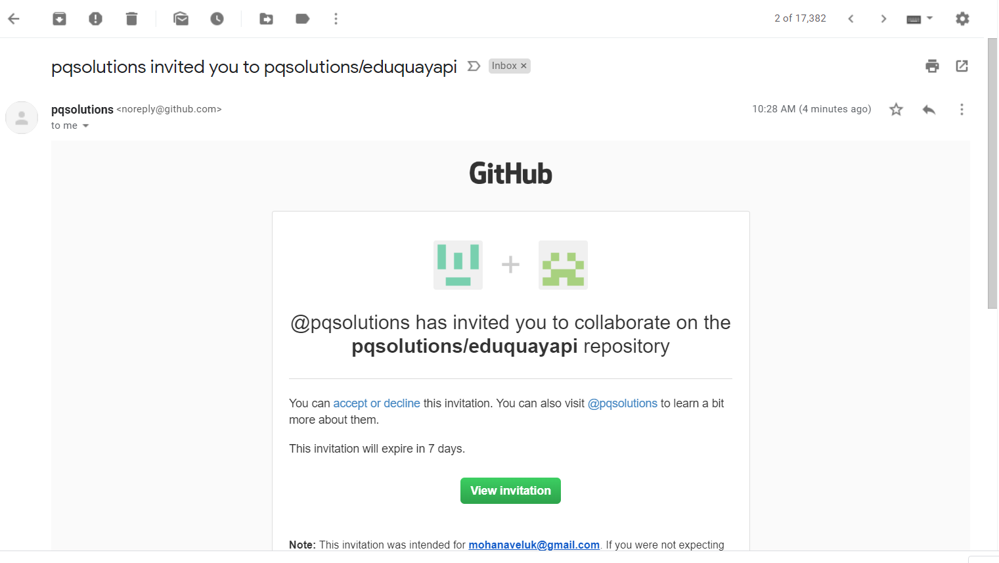 2 of 17,382
pqsolutions invited you to pqsolutions/eduquayapi
Inbox ×
pqsolutions <noreply@github.com>
10:28 AM (4 minutes ago)
to me
GitHub
@pqsolutions has invited you to collaborate on the
pqsolutions/eduquayapi repository
You can accept or decline this invitation. You can also visit @pqsolutions to learn a bit
more about them.
This invitation will expire in 7 days.
View invitation
Note: This invitation was intended for mohanaveluk@gmail.com. If you were not expecting